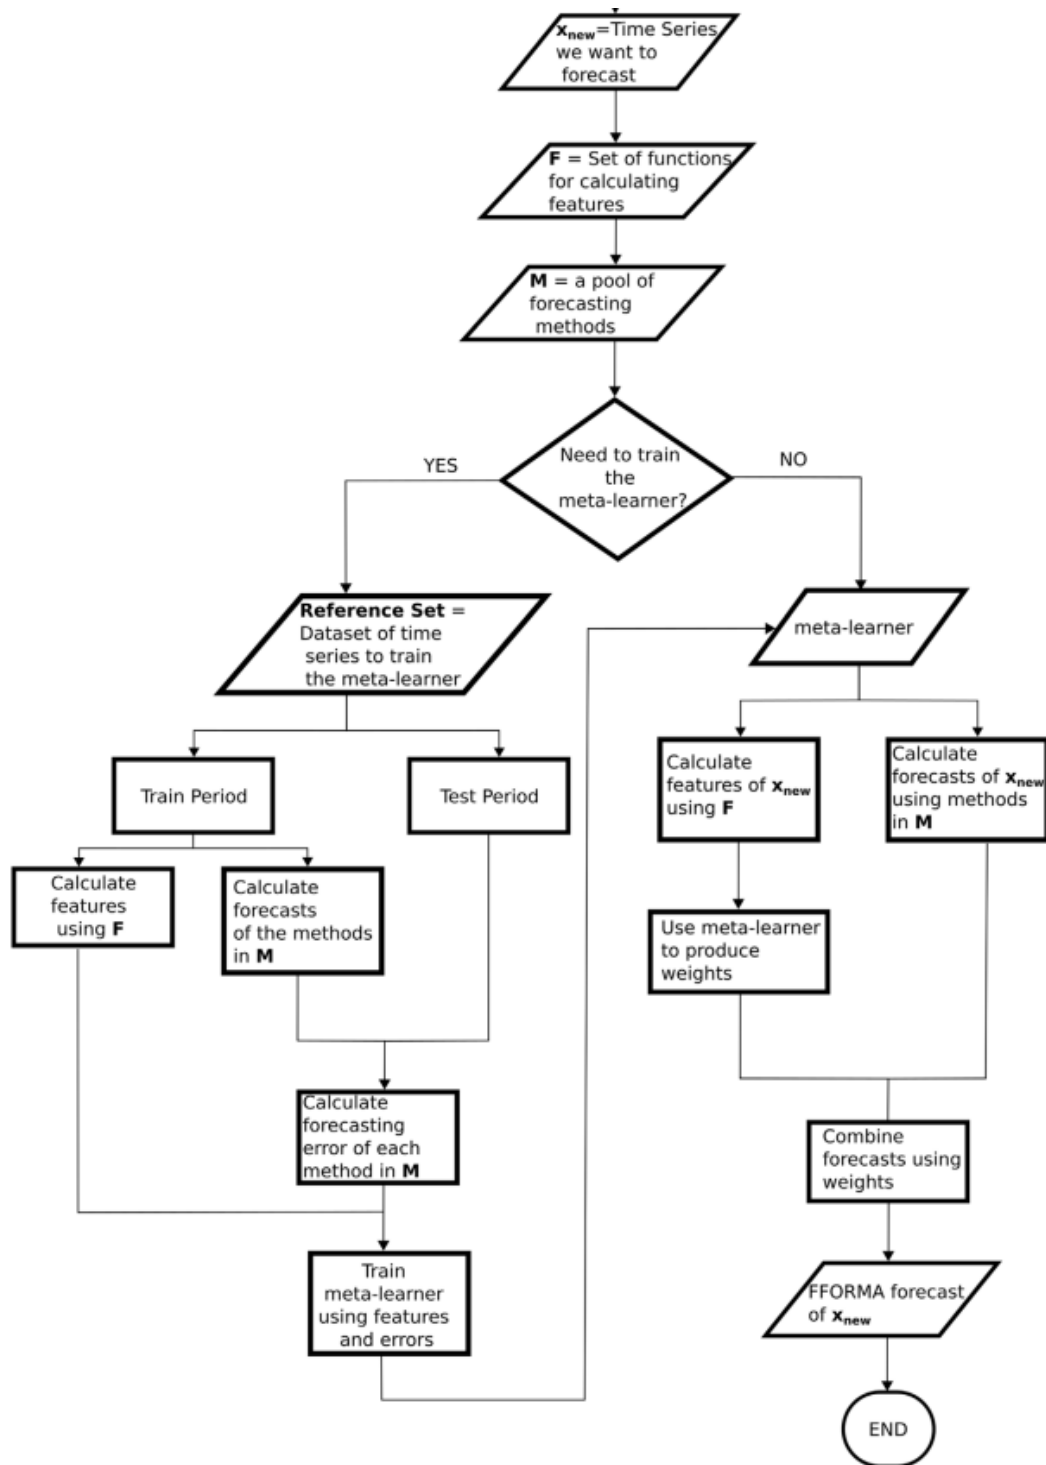 xnew=Time Series
we want to
forecast
F = Set of functions
for calculating
features
M = a pool of
forecasting
methods
Need to train
the
meta-learner?
YES
NO
Reference Set =
Dataset of time
series to train
the meta-learner
meta-learner
Train Period
Test Period
Calculate
features of xnew
using F
Calculate
forecasts of xnew
using methods
in M
Calculate
features
using F
Calculate
forecasts
of the methods
in M
Use meta-learner
to produce
weights
Calculate
forecasting
error of each
method in M
Combine
forecasts using
weights
Train
meta-learner
using features
and errors
FFORMA forecast
of xnew
END